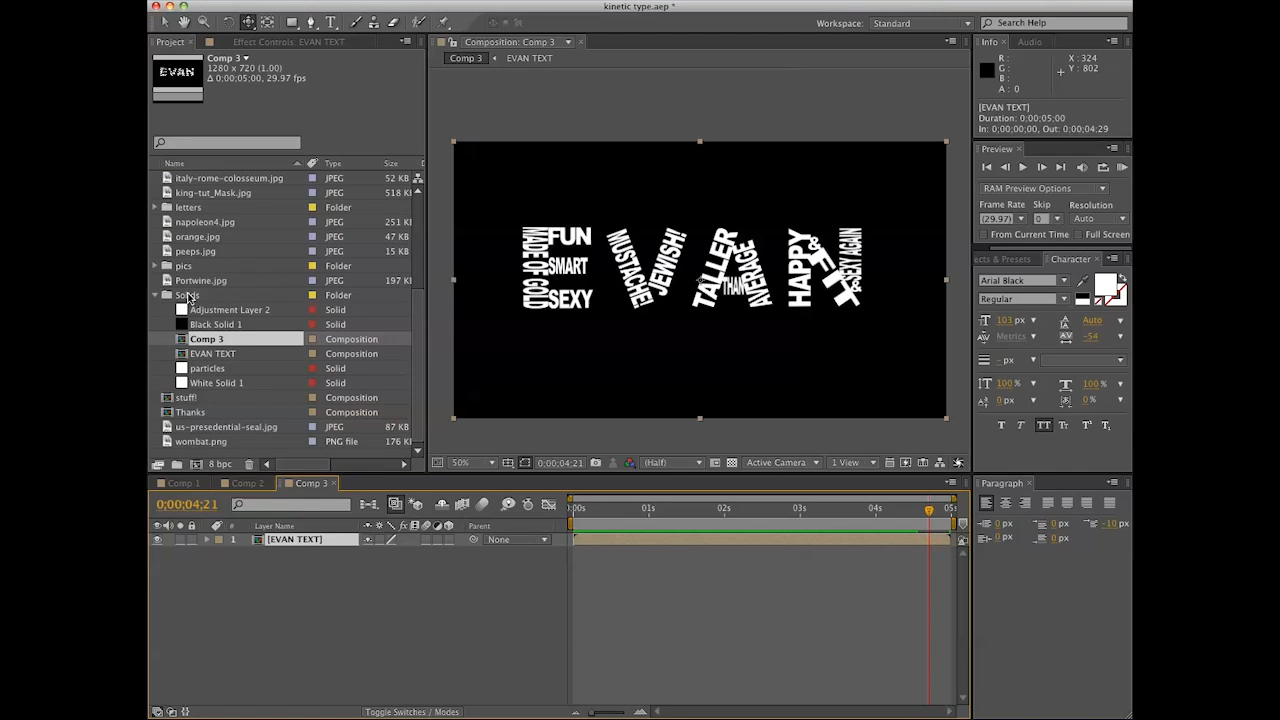 kinetic type.aep *
Workspace: Standard
Search Help
Project
Effect Controls: EVAN TEXT
Comp 3
1280 x 720 (1.00)
Δ 0:00:05:00, 29.97 fps
EVAN
Name Type Size
italy-rome-colosseum.jpg JPEG 52 KB
king-tut_Mask.jpg JPEG 518 K
letters Folder
napoleon4.jpg JPEG 251 K
orange.jpg JPEG 47 KB
peeps.jpg JPEG 15 KB
pics Folder
Portwine.jpg JPEG 197 K
Solids Folder
Adjustment Layer 2 Solid
Black Solid 1 Solid
Comp 3 Composition
EVAN TEXT Composition
particles Solid
White Solid 1 Solid
stuff! Composition
Thanks Composition
us-presedential-seal.jpg JPEG 87 KB
wombat.png PNG file 176 K
8 bpc
Composition: Comp 3
Comp 3 EVAN TEXT
MADE OF GOLD
FUN
SMART
SEXY
MUSTACHE!
JEWISH!
TALLER
THAN
AVERAGE
HAPPY
&
FIT
50% 0:00:04:21 (Half) Active Camera 1 View
Info Audio
R : X : 324
G : Y : 802
B :
A : 0
[EVAN TEXT]
Duration: 0:00:05:00
In: 0:00:00:00, Out: 0:00:04:29
Preview
RAM Preview Options
Frame Rate Skip Resolution
(29.97) 0 Auto
From Current Time Full Screen
cts & Presets Character
Arial Black
Regular
103 px Auto
Metrics -54
- px
100 % 100 %
0 px 0 %
T T TT Tr T¹ T₁
Paragraph
0 px 0 px -10 px
0 px 0 px
Comp 1 Comp 2 Comp 3
0:00:04:21
# Layer Name Parent
1 [EVAN TEXT] None
:00s 01s 02s 03s 04s 05s
Toggle Switches / Modes